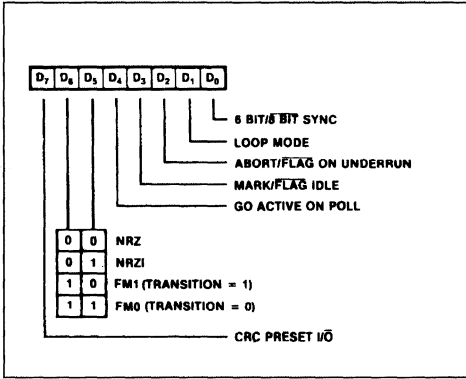 D₇ D₆ D₅ D₄ D₃ D₂ D₁ D₀
6 BIT/8 BIT SYNC
LOOP MODE
ABORT/FLAG ON UNDERRUN
MARK/FLAG IDLE
GO ACTIVE ON POLL
0 0 NRZ
0 1 NRZI
1 0 FM1 (TRANSITION = 1)
1 1 FM0 (TRANSITION = 0)
CRC PRESET I/O